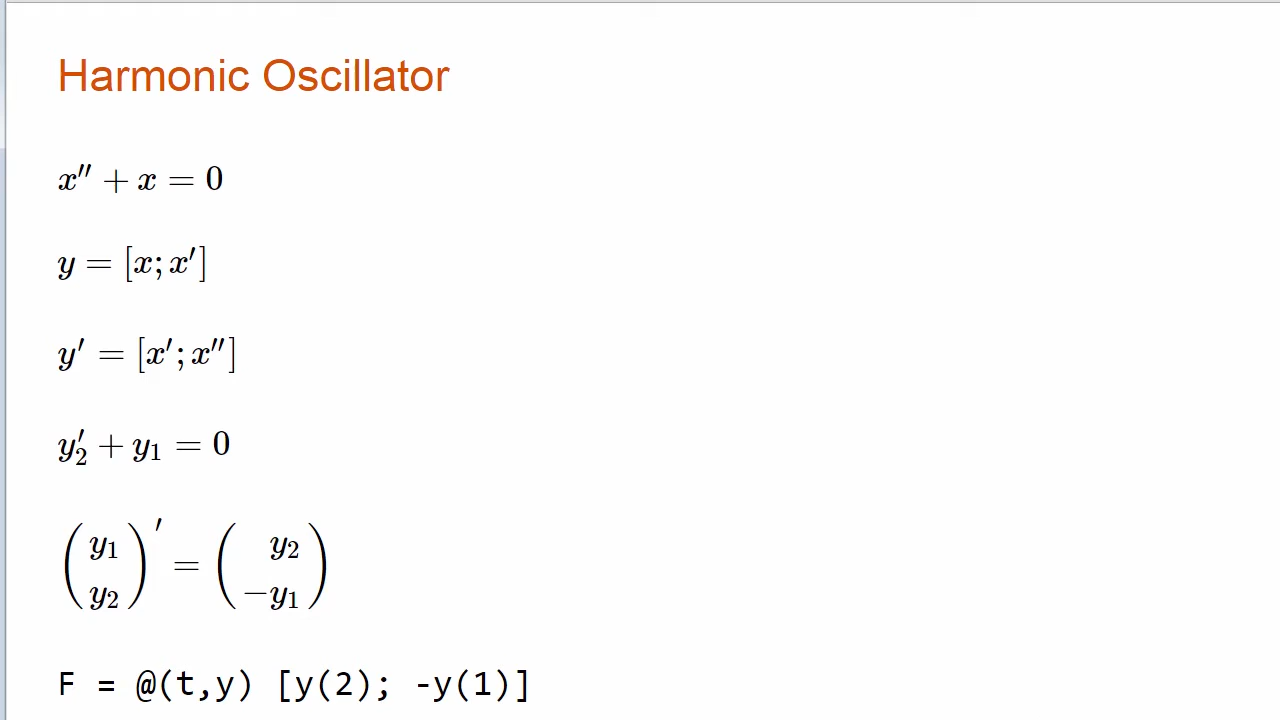 Harmonic Oscillator
x″ + x = 0
y = [x; x′]
y′ = [x′; x″]
y₂′ + y₁ = 0
(y₁ y₂)′ = (y₂ −y₁)
F = @(t,y) [y(2); -y(1)]